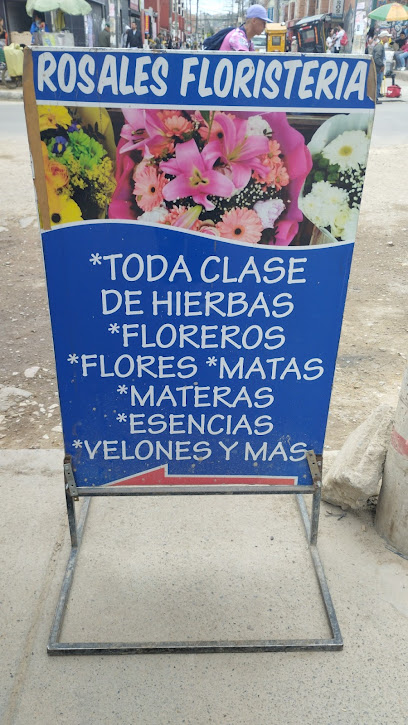 ROSALES FLORISTERIA
*TODA CLASE
DE HIERBAS
*FLOREROS
*FLORES *MATAS
*MATERAS
*ESENCIAS
*VELONES Y MAS